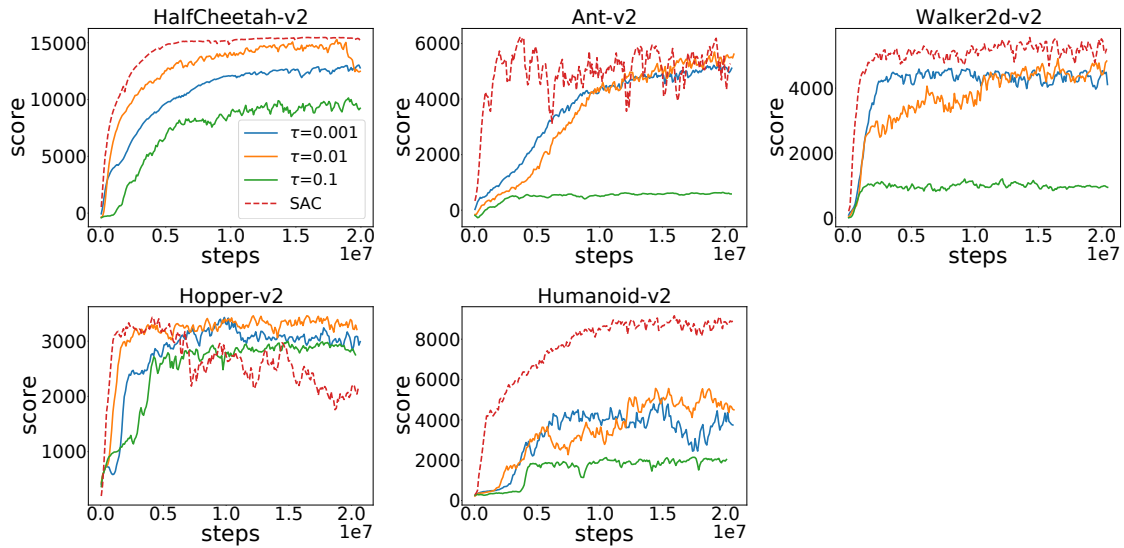 HalfCheetah-v2
15000
10000
5000
0
score
τ=0.001
τ=0.01
τ=0.1
SAC
0.0 0.5 1.0 1.5 2.0
steps 1e7
Ant-v2
6000
4000
2000
0
score
0.0 0.5 1.0 1.5 2.0
steps 1e7
Walker2d-v2
4000
2000
0
score
0.0 0.5 1.0 1.5 2.0
steps 1e7
Hopper-v2
3000
2000
1000
score
0.0 0.5 1.0 1.5 2.0
steps 1e7
Humanoid-v2
8000
6000
4000
2000
0
score
0.0 0.5 1.0 1.5 2.0
steps 1e7